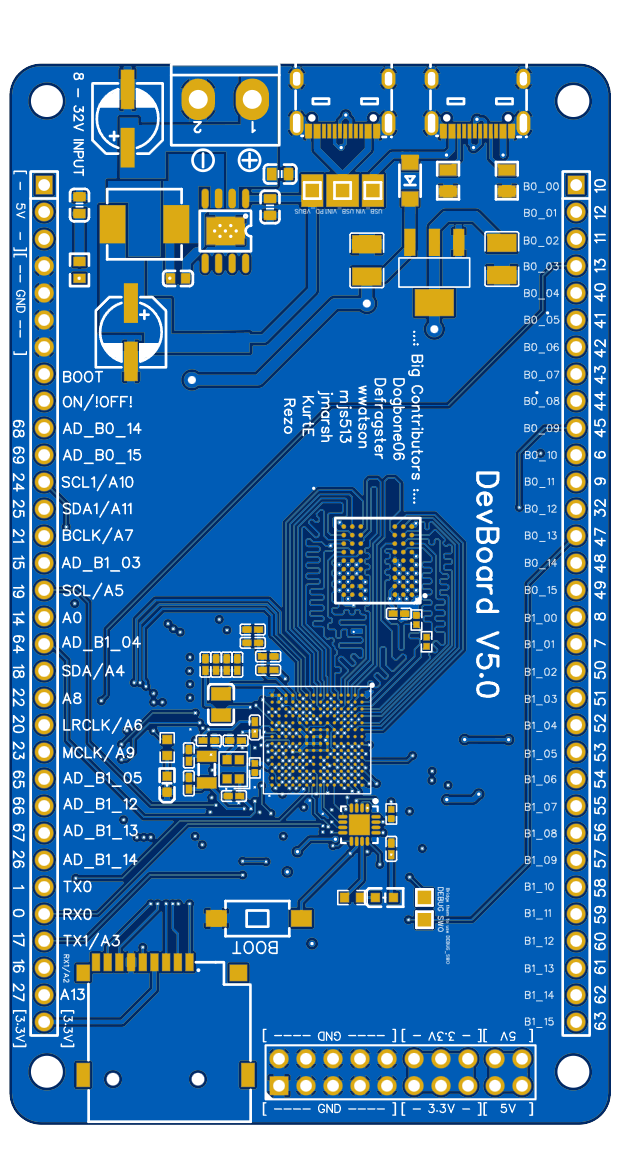 8 - 32V INPUT
2
1
USB_VBUS
VIN USB1
VIN1 PD
[ - 5V - ][ --- GND --- ]
BOOT
ON/!OFF!
68 AD_B0_14
69 AD_B0_15
24 SCL1/A10
25 SDA1/A11
21 BCLK/A7
15 AD_B1_03
19 SCL/A5
14 A0
64 AD_B1_04
18 SDA/A4
22 A8
20 LRCLK/A6
23 MCLK/A9
65 AD_B1_05
66 AD_B1_12
67 AD_B1_13
26 AD_B1_14
1 TX0
0 RX0
17 TX1/A3
16 RX1/A2
27 A13
[3.3V] [3.3V]
...: Big Contributors :...
Dogbone06
Defragster
wwatson
mjs513
jmarsh
KurtE
Rezo
DevBoard V5.0
B0_00 10
B0_01 12
B0_02 11
B0_03 13
B0_04 40
B0_05 41
B0_06 42
B0_07 43
B0_08 44
B0_09 45
B0_10 6
B0_11 9
B0_12 32
B0_13 47
B0_14 48
B0_15 49
B1_00 8
B1_01 7
B1_02 50
B1_03 51
B1_04 52
B1_05 53
B1_06 54
B1_07 55
B1_08 56
B1_09 57
B1_10 58
B1_11 59
B1_12 60
B1_13 61
B1_14 62
B1_15 63
DEBUG SWO
BOOT
[ ---- GND ---- ][ - 3.3V - ][ 5V ]
[ ---- GND ---- ][ - 3.3V - ][ 5V ]